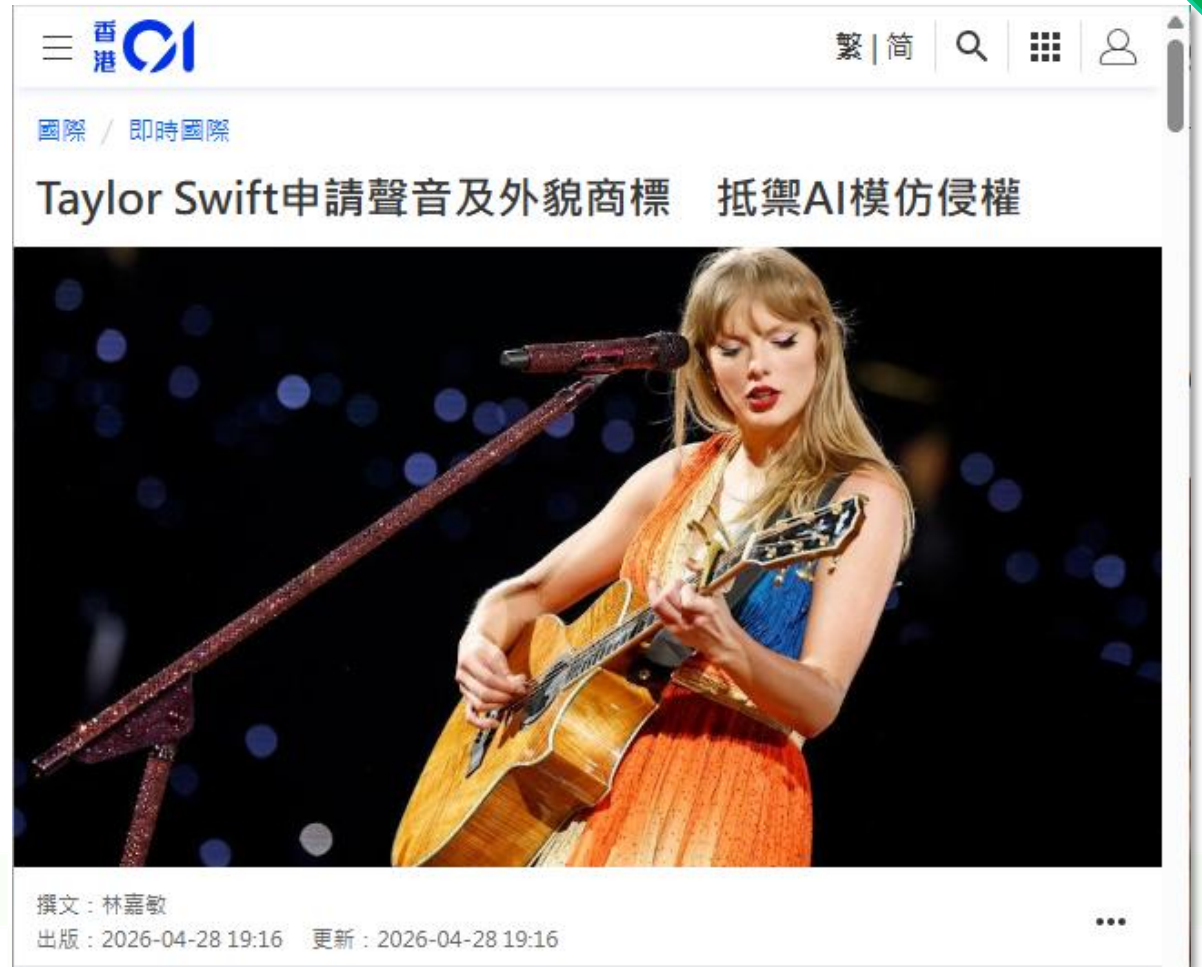 香港01
繁 | 简
國際 / 即時國際
Taylor Swift申請聲音及外貌商標　抵禦AI模仿侵權
撰文：林嘉敏
出版：2026-04-28 19:16　更新：2026-04-28 19:16